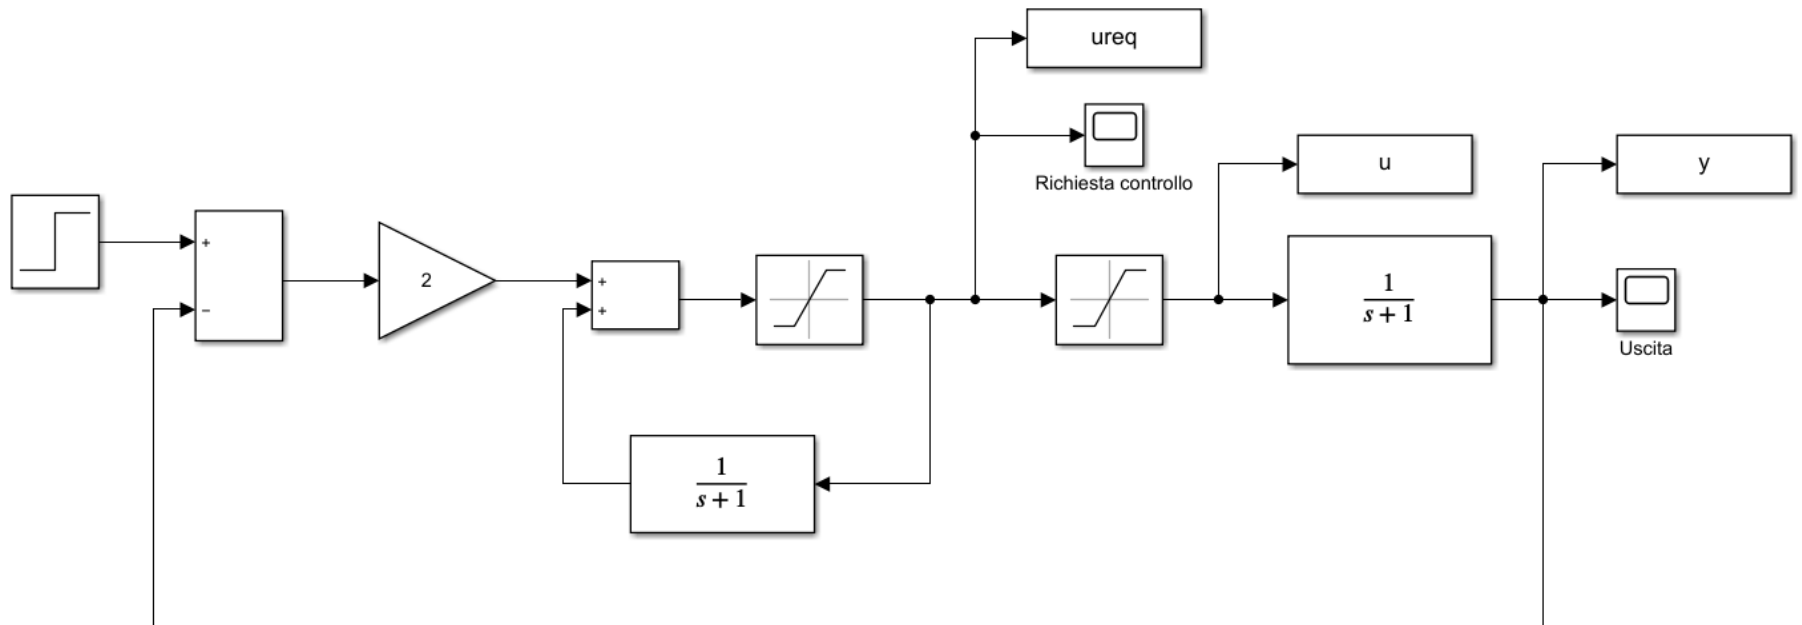 ureq
Richiesta controllo
u
y
+
−
2
+
+
1
s + 1
Uscita
1
s + 1